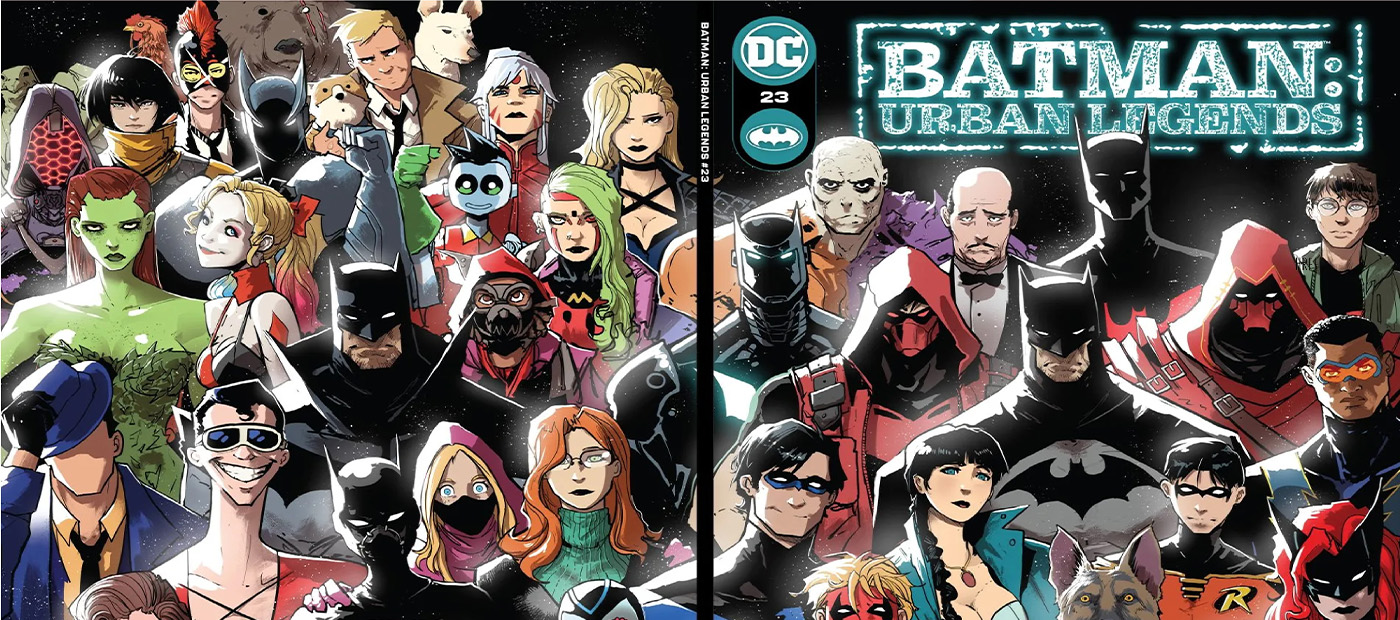 BATMAN: URBAN LEGENDS #23
DC
23
BATMAN:
URBAN LEGENDS
R